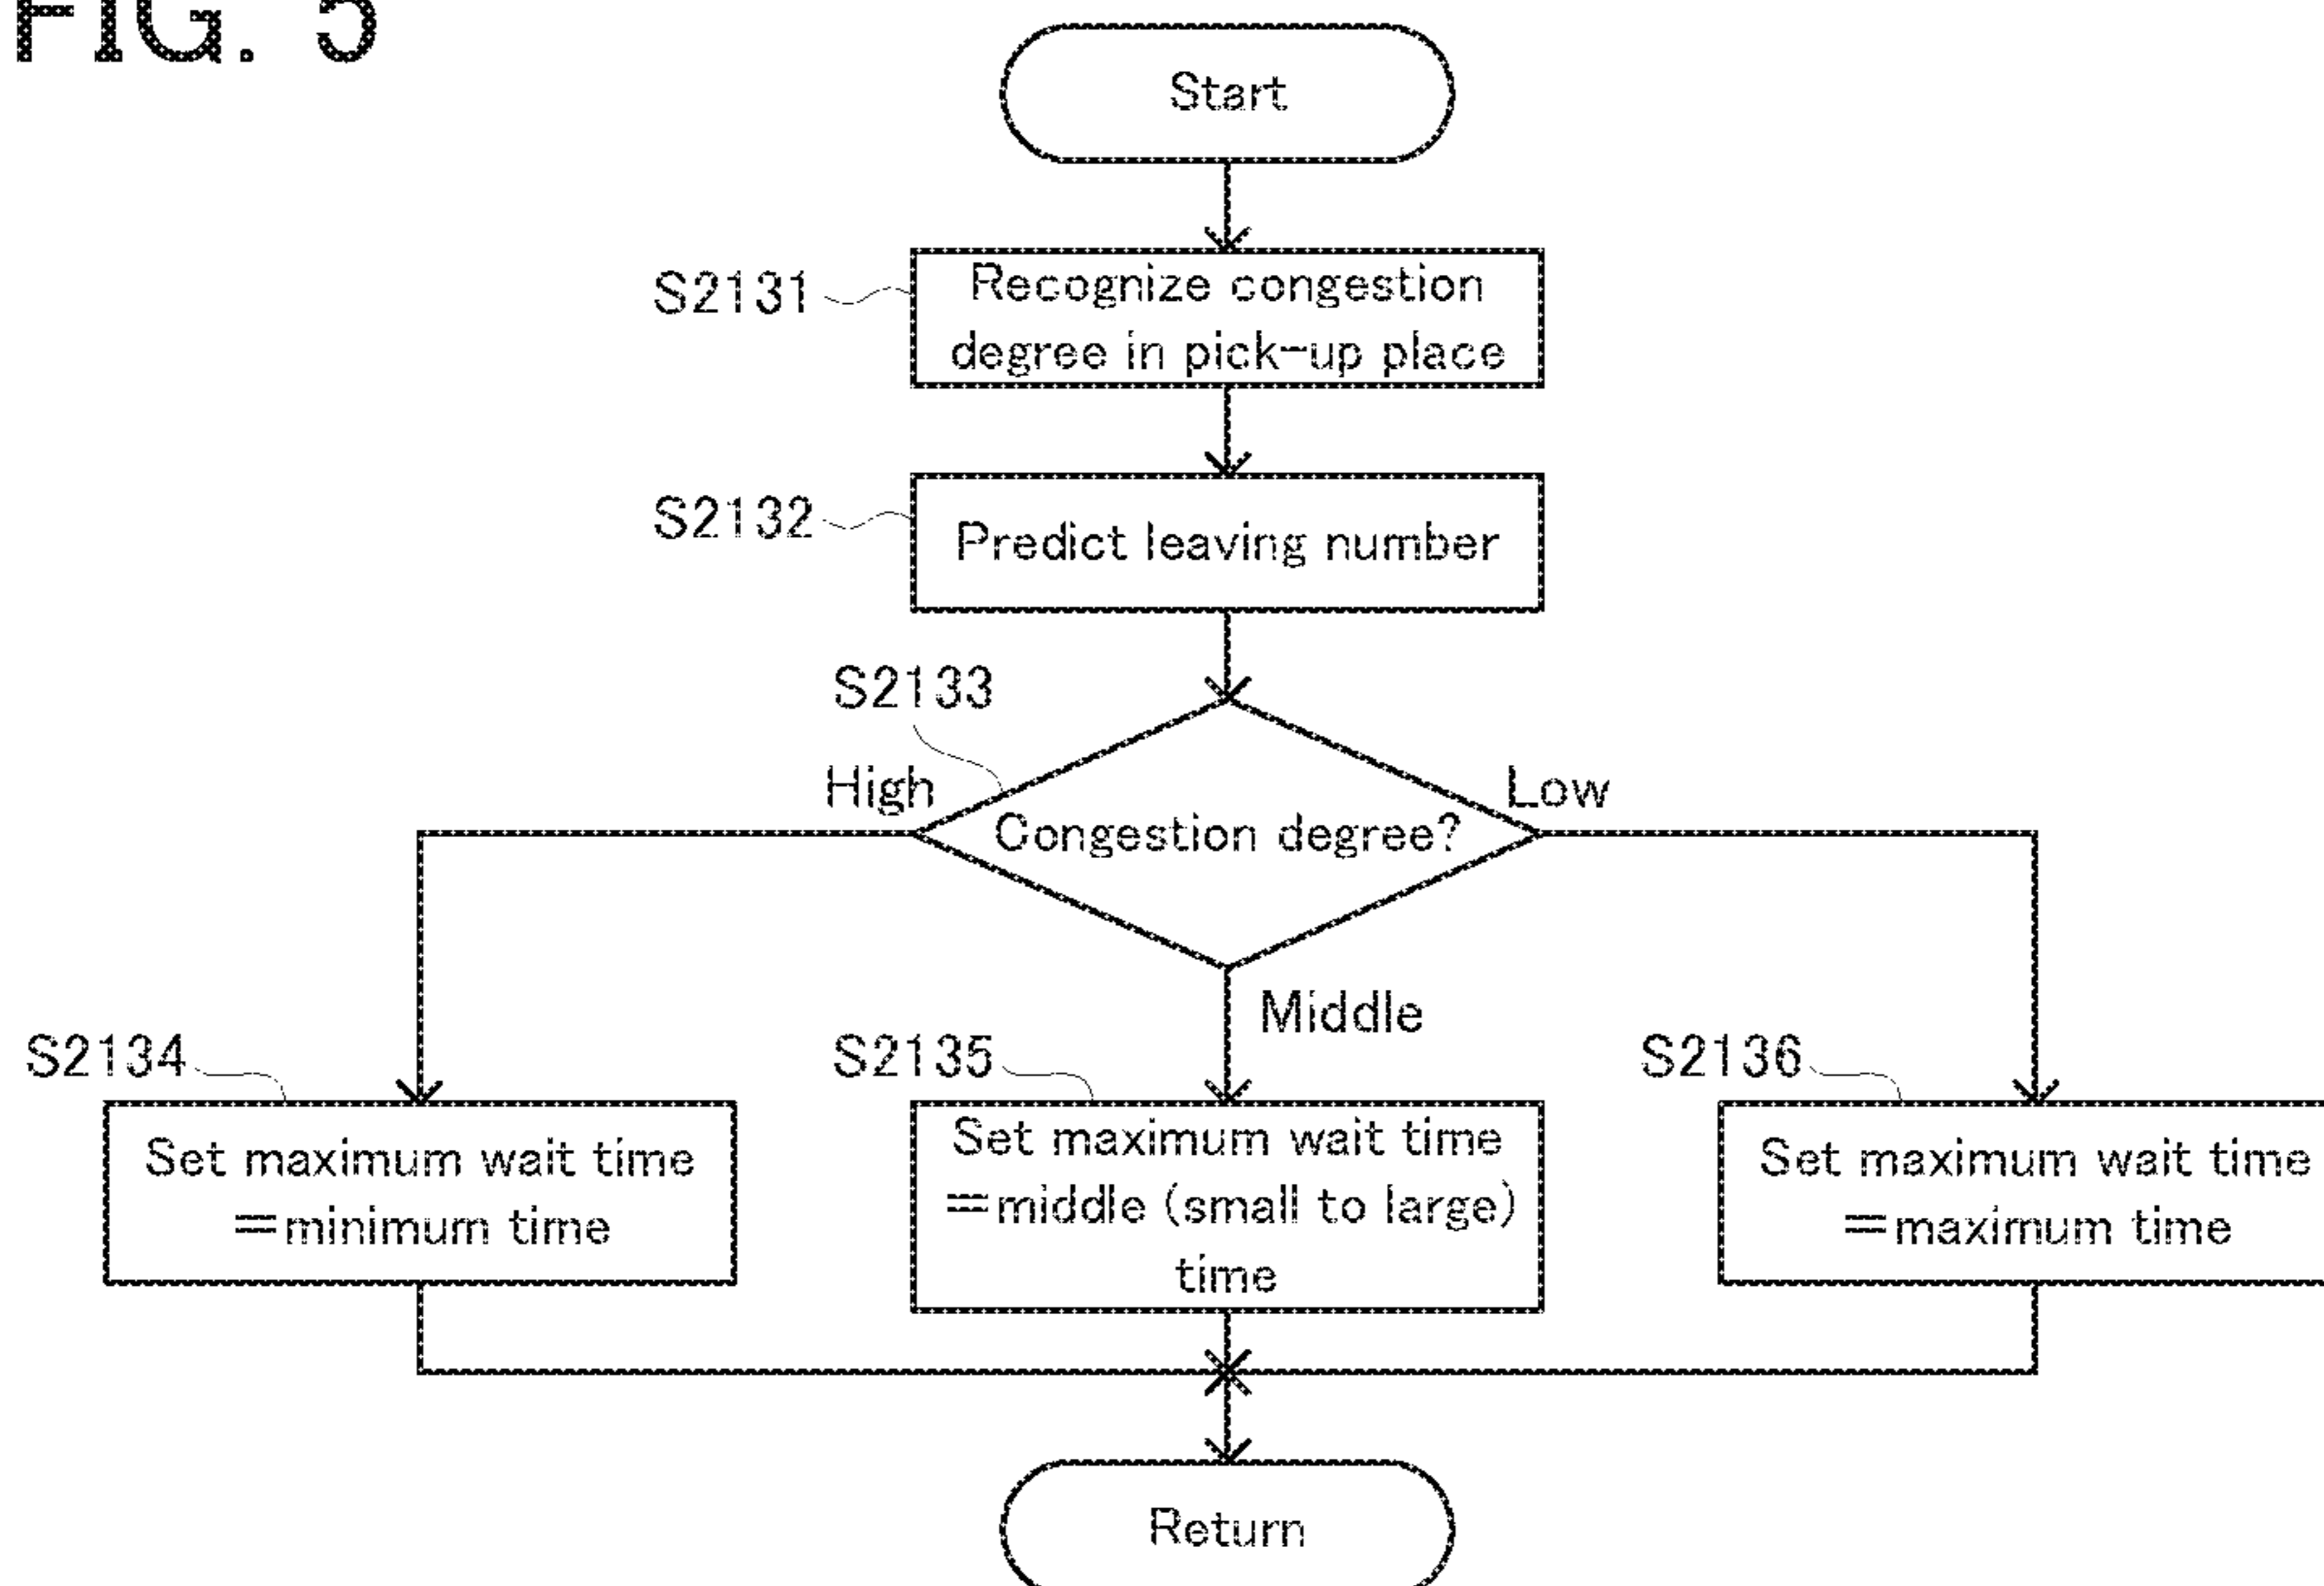 FIG. 5
Start
S2131
Recognize congestion
degree in pick-up place
S2132
Predict leaving number
S2133
High
Low
Congestion degree?
Middle
S2134
S2135
S2136
Set maximum wait time
=minimum time
Set maximum wait time
=middle (small to large)
time
Set maximum wait time
=maximum time
Return